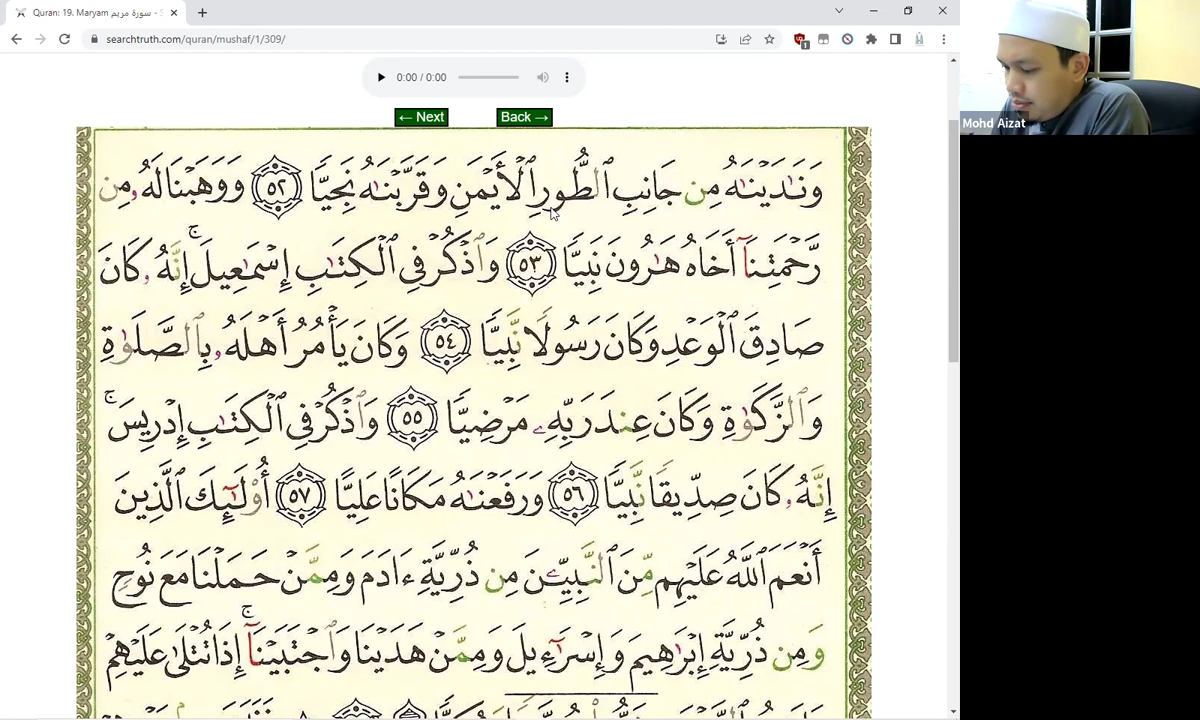 Quran: 19. Maryam سورة مريم - S
searchtruth.com/quran/mushaf/1/309/
1
0:00 / 0:00
← Next
Back →
Mohd Aizat
وَنَٰدَيْنَٰهُ مِن جَانِبِ ٱلطُّورِ ٱلْأَيْمَنِ وَقَرَّبْنَٰهُ نَجِيًّا ٥٢ وَوَهَبْنَا لَهُۥ مِن
رَّحْمَتِنَآ أَخَاهُ هَٰرُونَ نَبِيًّا ٥٣ وَٱذْكُرْ فِى ٱلْكِتَٰبِ إِسْمَٰعِيلَ ۚ إِنَّهُۥ كَانَ
صَادِقَ ٱلْوَعْدِ وَكَانَ رَسُولًا نَّبِيًّا ٥٤ وَكَانَ يَأْمُرُ أَهْلَهُۥ بِٱلصَّلَوٰةِ
وَٱلزَّكَوٰةِ وَكَانَ عِندَ رَبِّهِۦ مَرْضِيًّا ٥٥ وَٱذْكُرْ فِى ٱلْكِتَٰبِ إِدْرِيسَ ۚ
إِنَّهُۥ كَانَ صِدِّيقًا نَّبِيًّا ٥٦ وَرَفَعْنَٰهُ مَكَانًا عَلِيًّا ٥٧ أُو۟لَٰٓئِكَ ٱلَّذِينَ
أَنْعَمَ ٱللَّهُ عَلَيْهِم مِّنَ ٱلنَّبِيِّۦنَ مِن ذُرِّيَّةِ ءَادَمَ وَمِمَّنْ حَمَلْنَا مَعَ نُوحٍ
وَمِن ذُرِّيَّةِ إِبْرَٰهِيمَ وَإِسْرَٰٓءِيلَ وَمِمَّنْ هَدَيْنَا وَٱجْتَبَيْنَآ ۚ إِذَا تُتْلَىٰ عَلَيْهِمْ